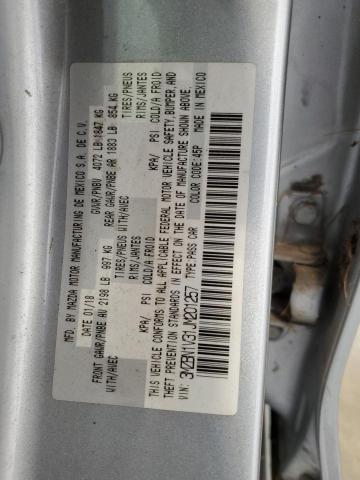 MFD. BY MAZDA MOTOR MANUFACTURING DE MEXICO S.A. DE C.V.
DATE 01/18 GVWR/PNBV 4072 LB 1847 KG
FRONT GAWR/PNBE AV 2198 LB 997 KG REAR GAWR/PNBE AR 1883 LB 854 KG
WITH/AVEC TIRES/PNEUS WITH/AVEC TIRES/PNEUS
RIMS/JANTES RIMS/JANTES
KPA/ PSI COLD/A FROID KPA/ PSI COLD/A FROID
THIS VEHICLE CONFORMS TO ALL APPLICABLE FEDERAL MOTOR VEHICLE SAFETY, BUMPER, AND
THEFT PREVENTION STANDARDS IN EFFECT ON THE DATE OF MANUFACTURE SHOWN ABOVE.
VIN: 3MZBN1V31JM201257 TYPE: PASS CAR COLOR CODE: 45P MADE IN MEXICO